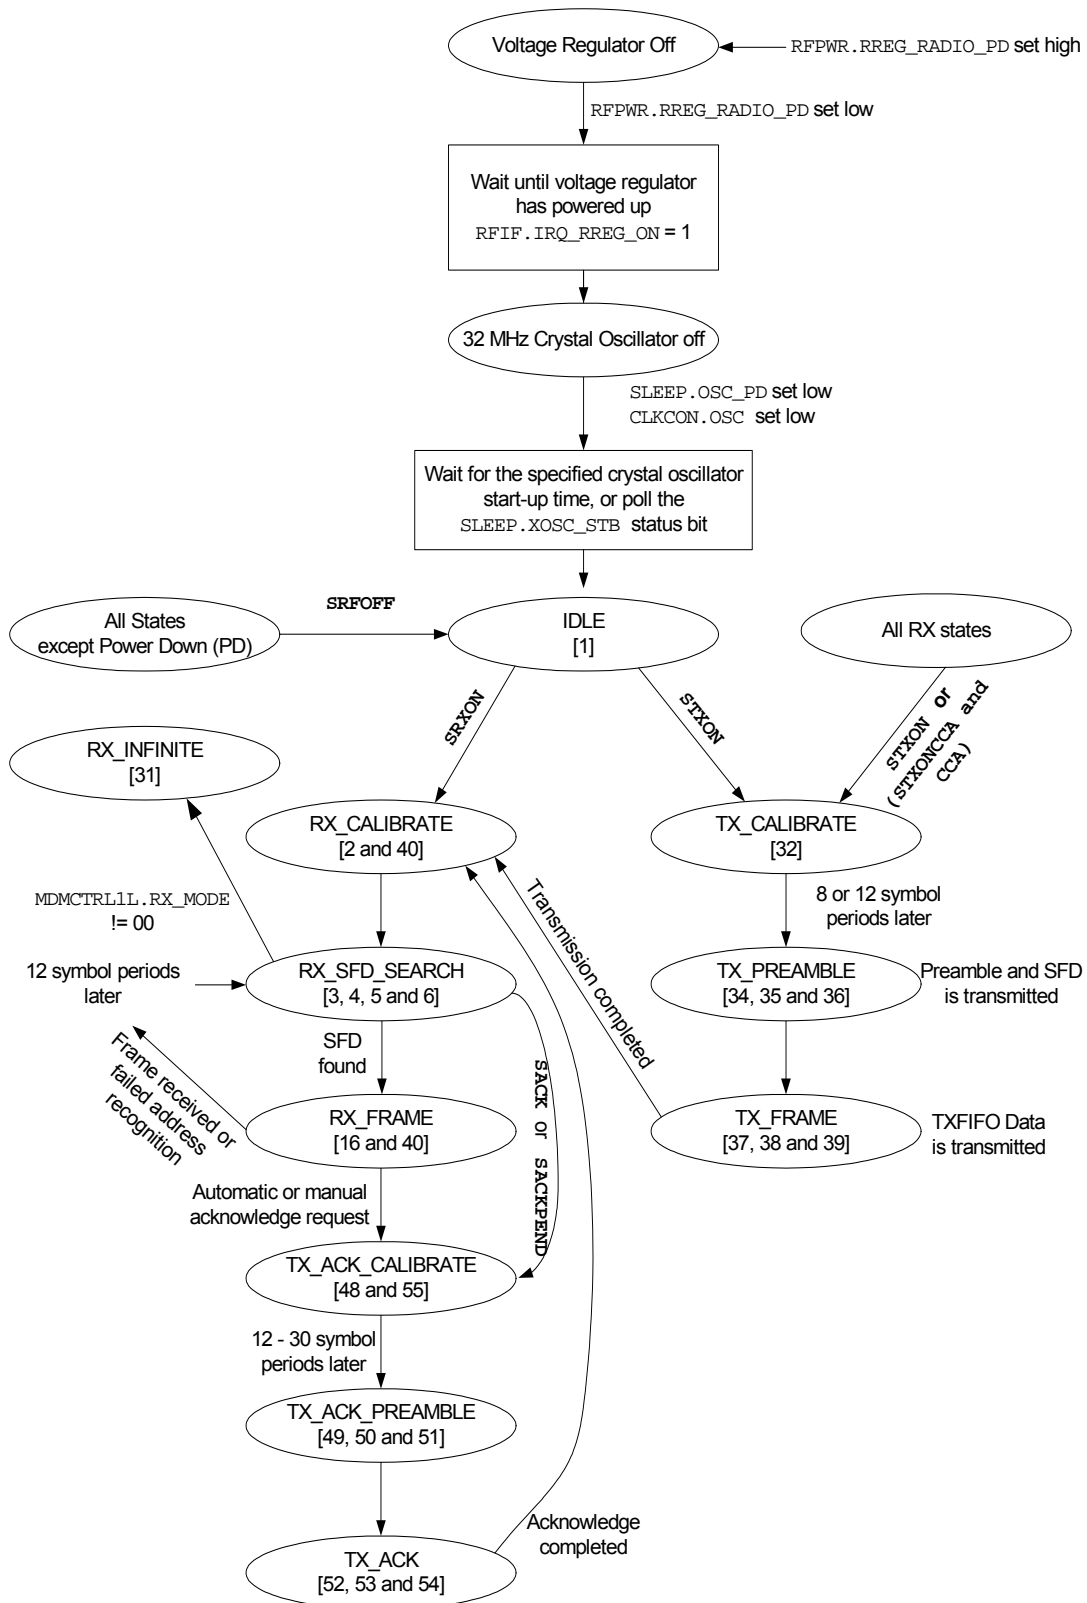 Voltage Regulator Off
RFPWR.RREG_RADIO_PD set high
RFPWR.RREG_RADIO_PD set low
Wait until voltage regulator
has powered up
RFIF.IRQ_RREG_ON = 1
32 MHz Crystal Oscillator off
SLEEP.OSC_PD set low
CLKCON.OSC set low
Wait for the specified crystal oscillator
start-up time, or poll the
SLEEP.XOSC_STB status bit
All States
except Power Down (PD)
SRFOFF
IDLE
[1]
All RX states
SRXON
STXON
STXON or
(STXONCCA and
CCA)
RX_INFINITE
[31]
RX_CALIBRATE
[2 and 40]
TX_CALIBRATE
[32]
MDMCTRL1L.RX_MODE
!= 00
Transmission completed
8 or 12 symbol
periods later
12 symbol periods
later
RX_SFD_SEARCH
[3, 4, 5 and 6]
TX_PREAMBLE
[34, 35 and 36]
Preamble and SFD
is transmitted
SFD
found
Frame received or
failed address
recognition
SACK or SACKPEND
RX_FRAME
[16 and 40]
TX_FRAME
[37, 38 and 39]
TXFIFO Data
is transmitted
Automatic or manual
acknowledge request
TX_ACK_CALIBRATE
[48 and 55]
12 - 30 symbol
periods later
TX_ACK_PREAMBLE
[49, 50 and 51]
Acknowledge
completed
TX_ACK
[52, 53 and 54]